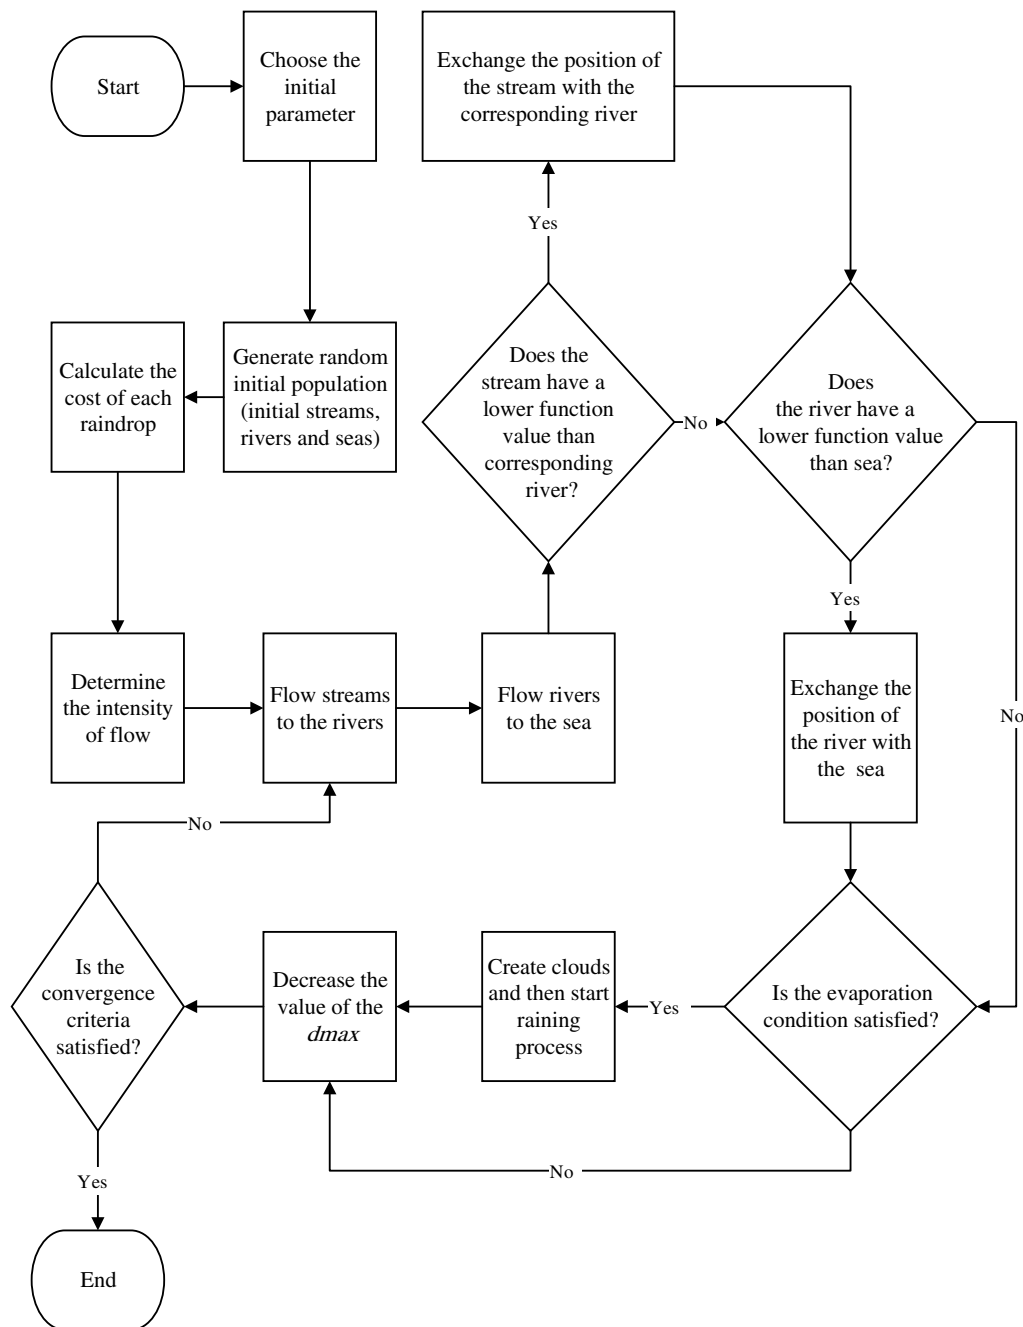 Start
Choose the
initial
parameter
Generate random
initial population
(initial streams,
rivers and seas)
Calculate the
cost of each
raindrop
Determine
the intensity
of flow
Flow streams
to the rivers
Flow rivers
to the sea
Does the
stream have a
lower function
value than
corresponding
river?
Yes
Exchange the position of
the stream with the
corresponding river
No
Does
the river have a
lower function value
than sea?
Yes
Exchange the
position of
the river with
the sea
No
Is the evaporation
condition satisfied?
Yes
Create clouds
and then start
raining
process
No
Decrease the
value of the
dmax
Is the
convergence
criteria
satisfied?
No
Yes
End